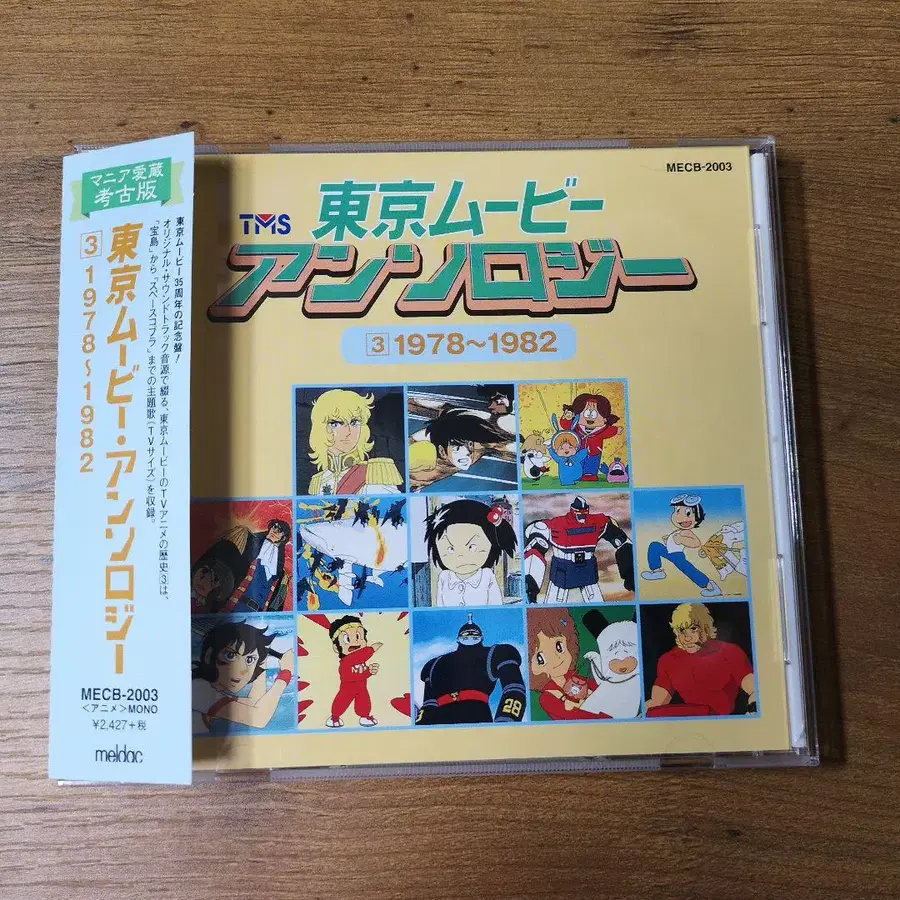 マニア愛蔵
考古版
3 東京ムービー・アンソロジー
1978~1982
東京ムービー35周年の記念盤!
オリジナル・サウンドトラック音源で綴る、東京ムービーのTVアニメの歴史3は、
「宝島」から「スペースコブラ」までの主題歌(TVサイズ)を収録。
MECB-2003
<アニメ>MONO
¥2,427+税
meldac
MECB-2003
TMS
東京ムービー
アンソロジー
3 1978〜1982
28